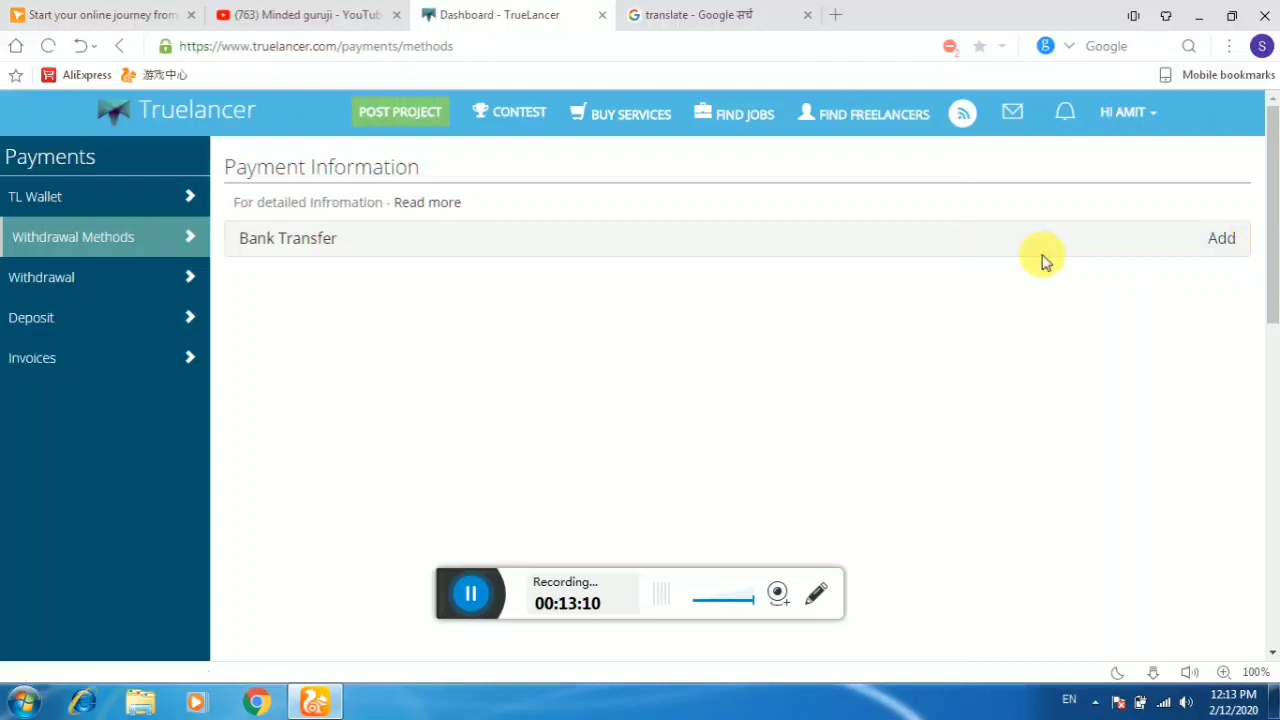 Start your online journey from
(763) Minded guruji - YouTub
Dashboard - TrueLancer
translate - Google सर्च
https://www.truelancer.com/payments/methods
2
g
Google
S
AliExpress
游戏中心
Mobile bookmarks
Truelancer
POST PROJECT
CONTEST
BUY SERVICES
FIND JOBS
FIND FREELANCERS
HI AMIT
Payments
TL Wallet
Withdrawal Methods
Withdrawal
Deposit
Invoices
Payment Information
For detailed Infromation - Read more
Bank Transfer
Add
Recording...
00:13:10
100%
EN
12:13 PM
2/12/2020